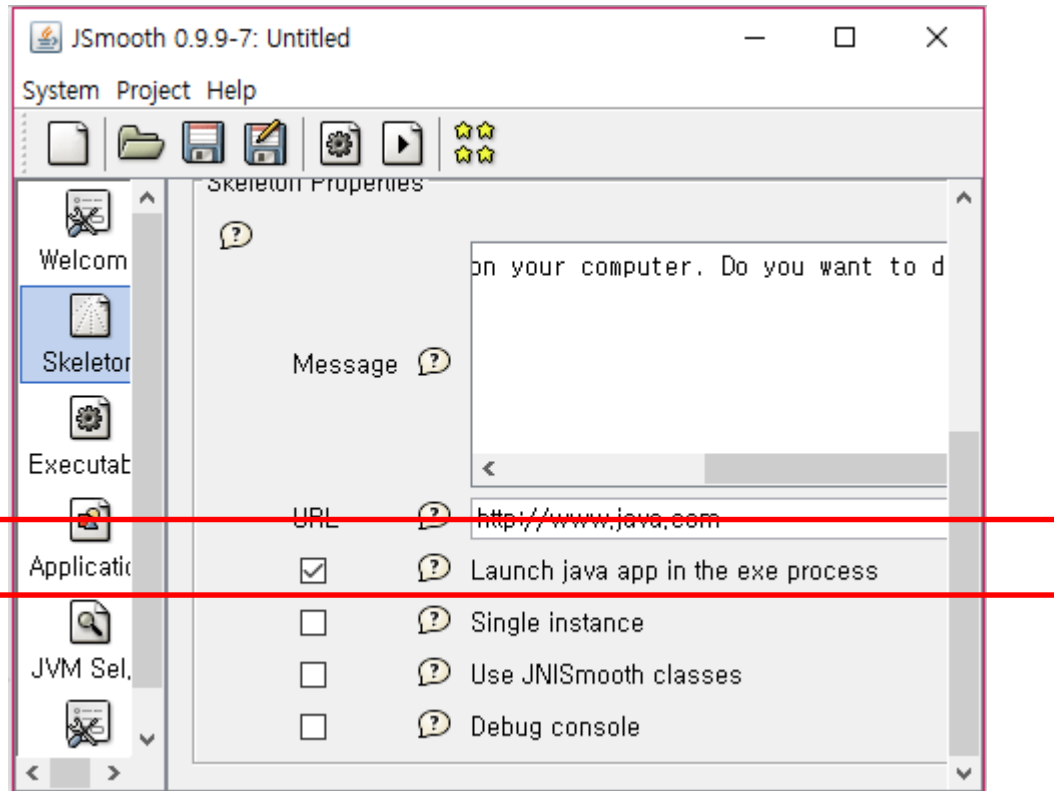 JSmooth 0.9.9-7: Untitled
System Project Help
Skeleton Properties
Welcom
on your computer. Do you want to d
Skeletor
Message
Executab
URL http://www.java.com
Applicatio
Launch java app in the exe process
Single instance
JVM Sel.
Use JNISmooth classes
Debug console